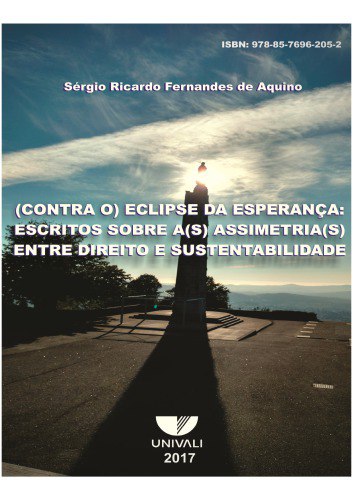 ISBN: 978-85-7696-205-2
Sérgio Ricardo Fernandes de Aquino
(CONTRA O) ECLIPSE DA ESPERANÇA:
ESCRITOS SOBRE A(S) ASSIMETRIA(S)
ENTRE DIREITO E SUSTENTABILIDADE
UNIVALI
2017